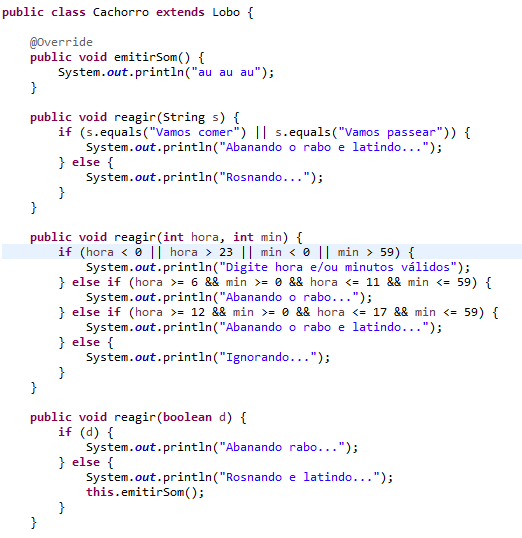 public class Cachorro extends Lobo {
@Override
public void emitirSom() {
System.out.println("au au au");
}
public void reagir(String s) {
if (s.equals("Vamos comer") || s.equals("Vamos passear")) {
System.out.println("Abanando o rabo e latindo...");
} else {
System.out.println("Rosnando...");
}
}
public void reagir(int hora, int min) {
if (hora < 0 || hora > 23 || min < 0 || min > 59) {
System.out.println("Digite hora e/ou minutos válidos");
} else if (hora >= 6 && min >= 0 && hora <= 11 && min <= 59) {
System.out.println("Abanando o rabo...");
} else if (hora >= 12 && min >= 0 && hora <= 17 && min <= 59) {
System.out.println("Abanando o rabo e latindo...");
} else {
System.out.println("Ignorando...");
}
}
public void reagir(boolean d) {
if (d) {
System.out.println("Abanando rabo...");
} else {
System.out.println("Rosnando e latindo...");
this.emitirSom();
}
}